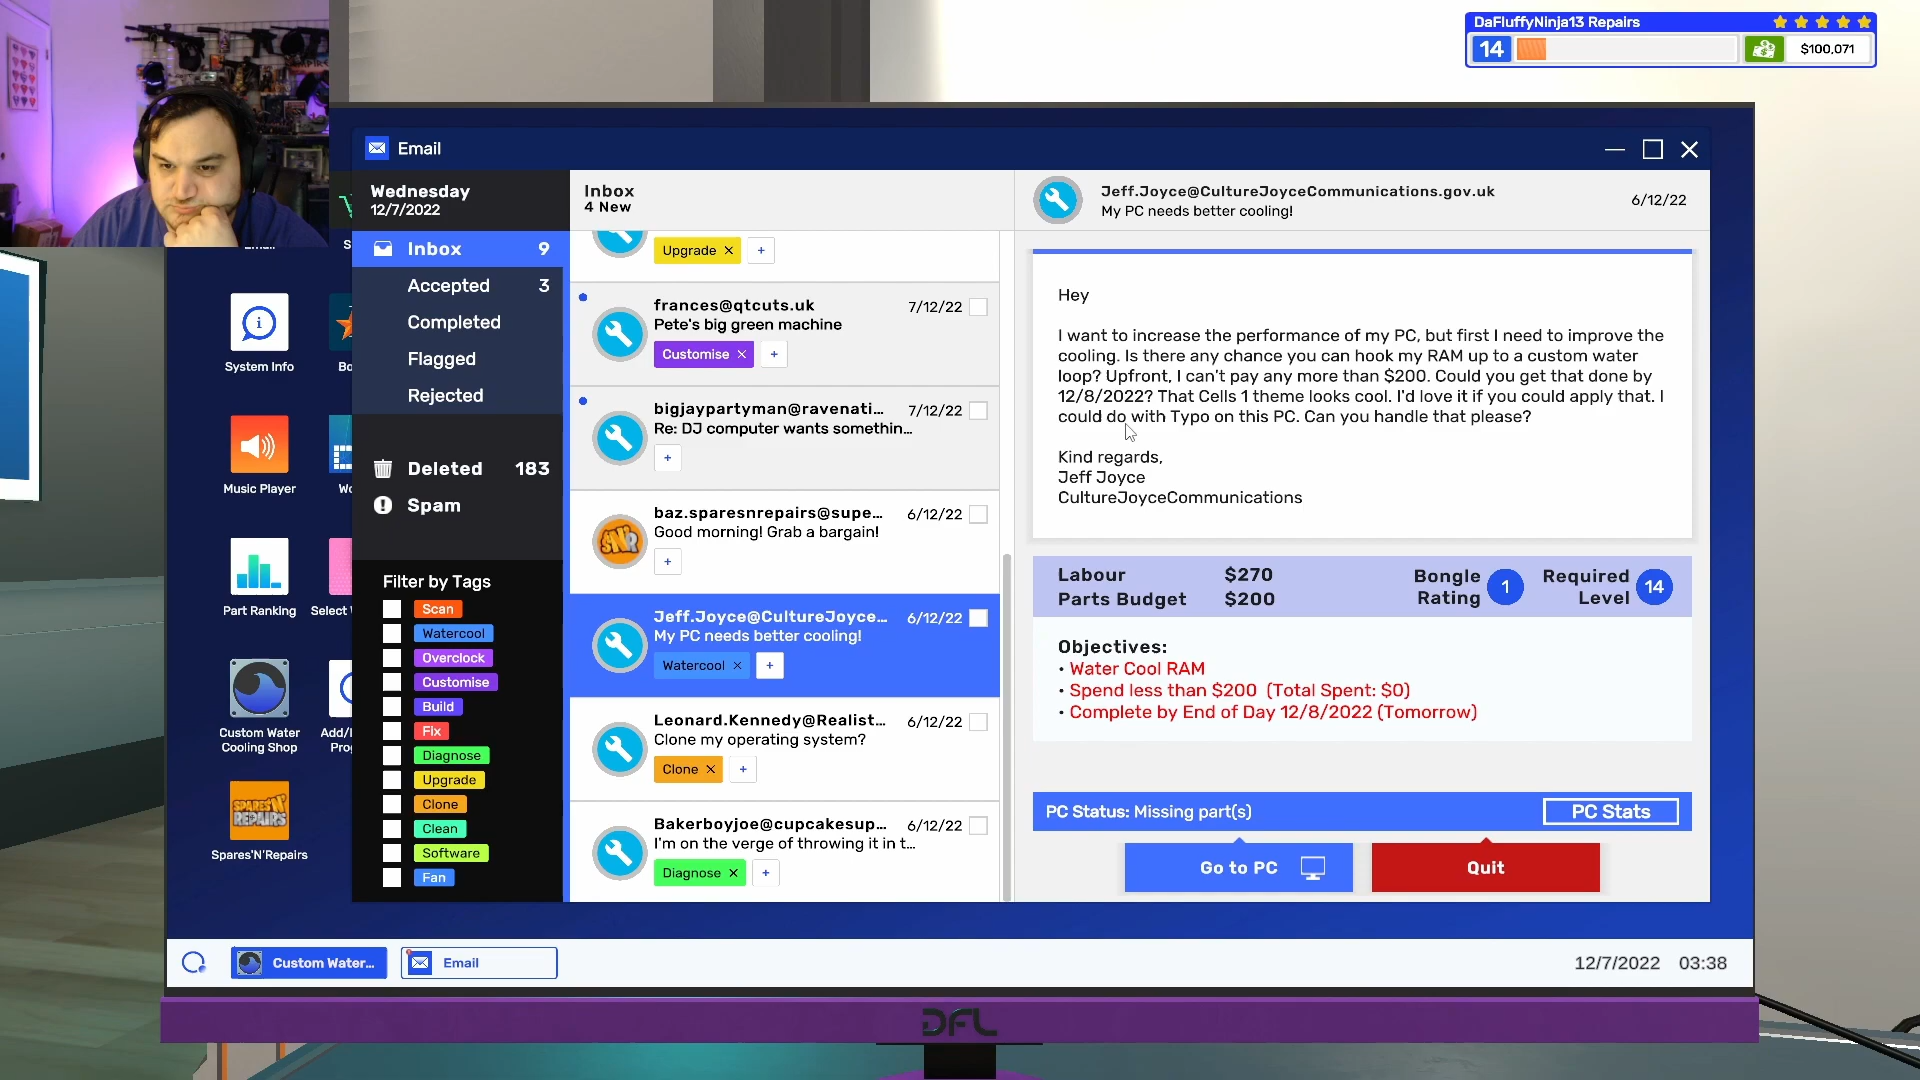 DaFluffyNinja13 Repairs
14
$100,071
Email
Wednesday
12/7/2022
Inbox
4 New
Jeff.Joyce@CultureJoyceCommunications.gov.uk
My PC needs better cooling!
6/12/22
Inbox 9
Accepted 3
Completed
Flagged
Rejected
Deleted 183
Spam
Filter by Tags
Scan
Watercool
Overclock
Customise
Build
Fix
Diagnose
Upgrade
Clone
Clean
Software
Fan
Upgrade × +
frances@qtcuts.uk 7/12/22
Pete's big green machine
Customise × +
bigjaypartyman@ravenati... 7/12/22
Re: DJ computer wants somethin...
+
baz.sparesnrepairs@supe... 6/12/22
Good morning! Grab a bargain!
+
SNR
Jeff.Joyce@CultureJoyce... 6/12/22
My PC needs better cooling!
Watercool × +
Leonard.Kennedy@Realist... 6/12/22
Clone my operating system?
Clone × +
Bakerboyjoe@cupcakesup... 6/12/22
I'm on the verge of throwing it in t...
Diagnose × +
Hey
I want to increase the performance of my PC, but first I need to improve the
cooling. Is there any chance you can hook my RAM up to a custom water
loop? Upfront, I can't pay any more than $200. Could you get that done by
12/8/2022? That Cells 1 theme looks cool. I'd love it if you could apply that. I
could do with Typo on this PC. Can you handle that please?
Kind regards,
Jeff Joyce
CultureJoyceCommunications
Labour $270
Parts Budget $200
Bongle
Rating 1
Required
Level 14
Objectives:
• Water Cool RAM
• Spend less than $200 (Total Spent: $0)
• Complete by End of Day 12/8/2022 (Tomorrow)
PC Status: Missing part(s)
PC Stats
Go to PC
Quit
System Info
Music Player
Part Ranking
Custom Water
Cooling Shop
SPARES'N'
REPAIRS
Spares'N'Repairs
S
Bo
Wo
Select
Add/
Pro
Custom Water...
Email
12/7/2022 03:38
DFL